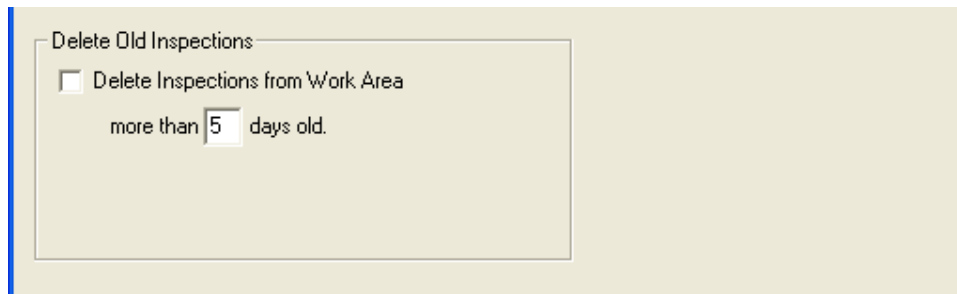 Delete Old Inspections
Delete Inspections from Work Area
more than 5 days old.